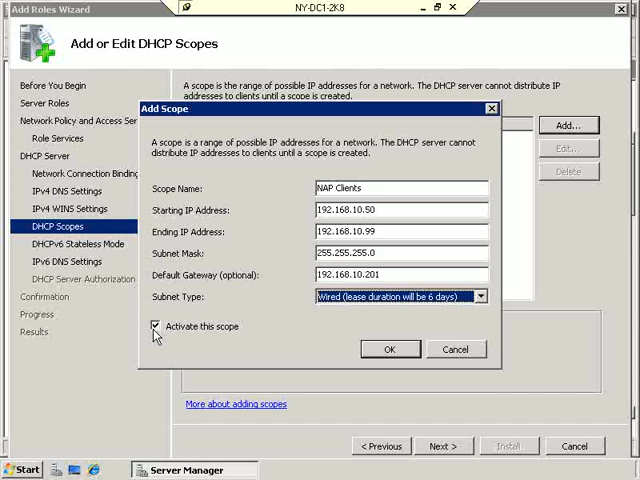 Add Roles Wizard
NY-DC1-2K8
Add or Edit DHCP Scopes
Before You Begin
Server Roles
Network Policy and Access Ser
Role Services
DHCP Server
Network Connection Binding
IPv4 DNS Settings
IPv4 WINS Settings
DHCP Scopes
DHCPv6 Stateless Mode
IPv6 DNS Settings
DHCP Server Authorization
Confirmation
Progress
Results
A scope is the range of possible IP addresses for a network. The DHCP server cannot distribute IP
addresses to clients until a scope is created.
Add...
Edit...
Delete
Add Scope
A scope is a range of possible IP addresses for a network. The DHCP server cannot
distribute IP addresses to clients until a scope is created.
Scope Name: NAP Clients
Starting IP Address: 192.168.10.50
Ending IP Address: 192.168.10.99
Subnet Mask: 255.255.255.0
Default Gateway (optional): 192.168.10.201
Subnet Type: Wired (lease duration will be 6 days)
Activate this scope
OK Cancel
More about adding scopes
< Previous Next > Install Cancel
Start Server Manager